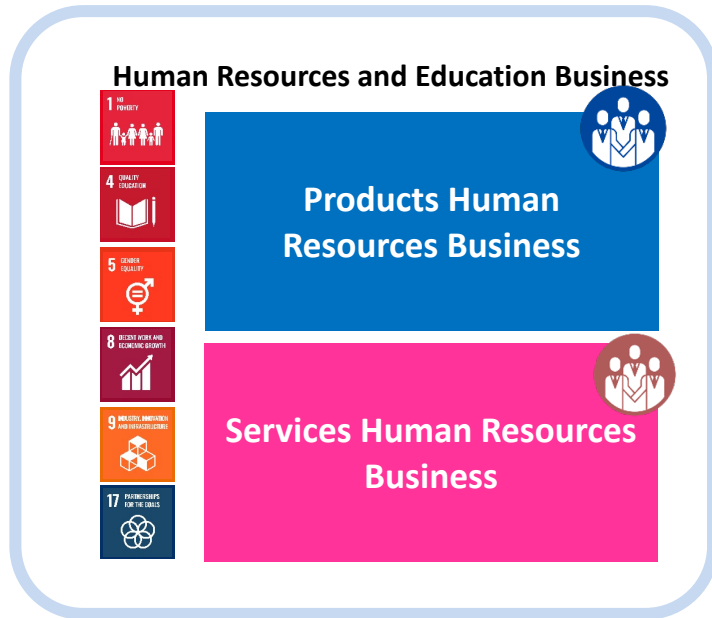 Human Resources and Education Business
1 NO
POVERTY
4 QUALITY
EDUCATION
5 GENDER
EQUALITY
8 DECENT WORK AND
ECONOMIC GROWTH
9 INDUSTRY, INNOVATION
AND INFRASTRUCTURE
17 PARTNERSHIPS
FOR THE GOALS
Products Human
Resources Business
Services Human Resources
Business